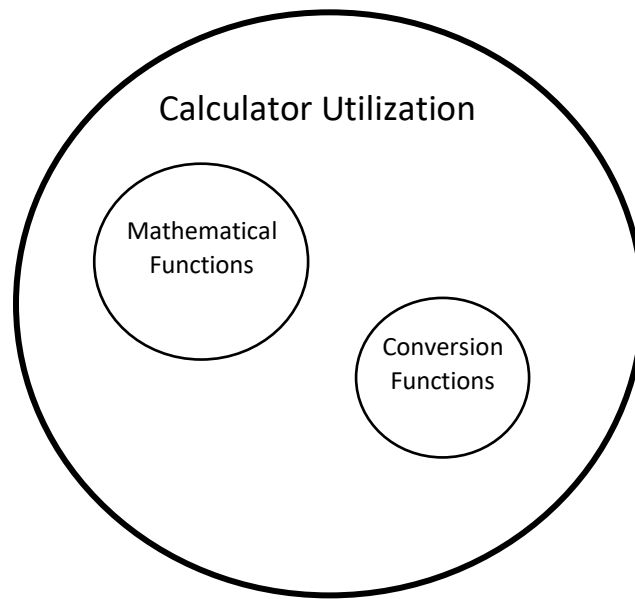 Calculator Utilization
Mathematical
Functions
Conversion
Functions